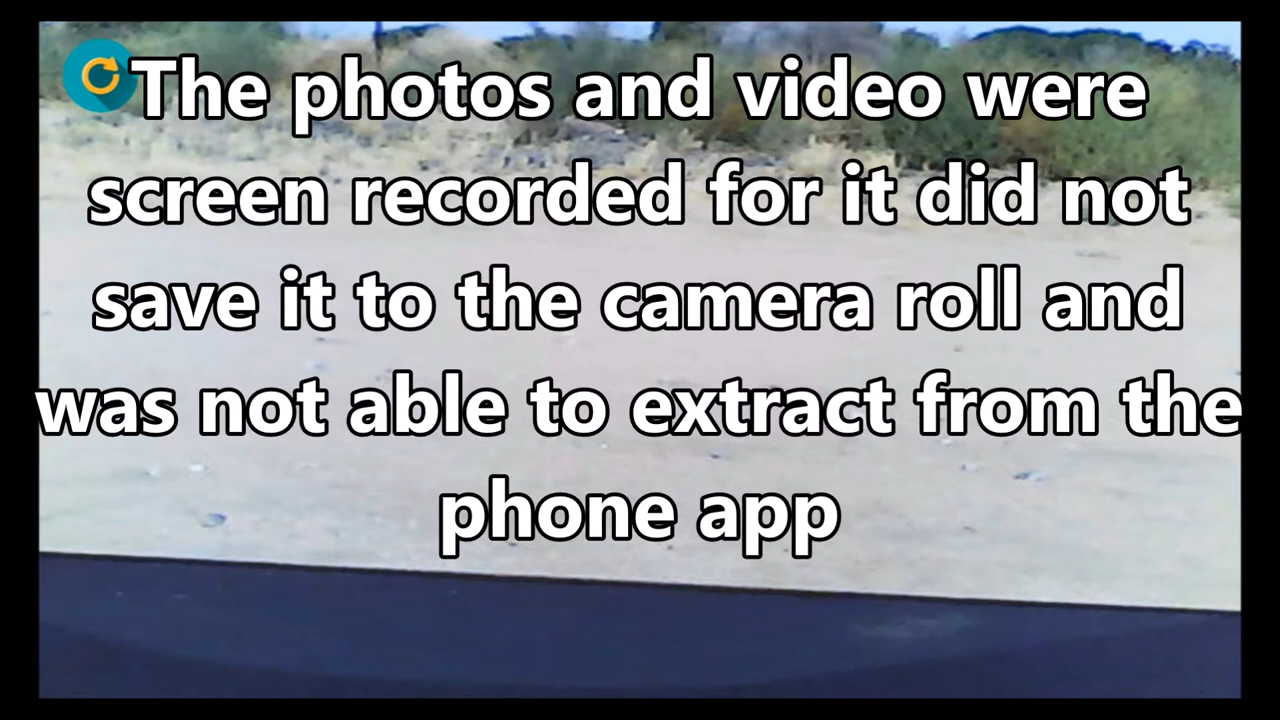 The photos and video were
screen recorded for it did not
save it to the camera roll and
was not able to extract from the
phone app